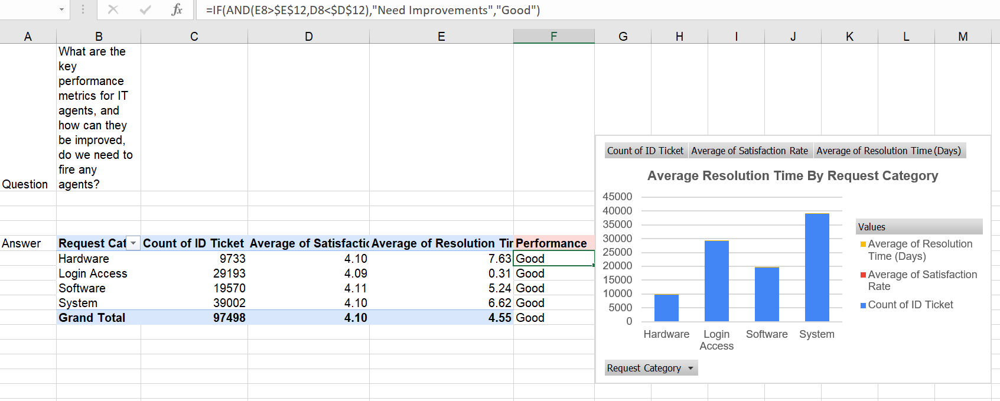 fx =IF(AND(E8>$E$12,D8<$D$12),"Need Improvements","Good")
A B C D E F G H I J K L M
What are the
key
performance
metrics for IT
agents, and
how can they
be improved,
do we need to
fire any
Question agents?
Answer Request Cat Count of ID Ticket Average of Satisfactic Average of Resolution Tir Performance
Hardware 9733 4.10 7.63 Good
Login Access 29193 4.09 0.31 Good
Software 19570 4.11 5.24 Good
System 39002 4.10 6.62 Good
Grand Total 97498 4.10 4.55 Good
Count of ID Ticket Average of Satisfaction Rate Average of Resolution Time (Days)
Average Resolution Time By Request Category
45000
40000
35000
30000
25000
20000
15000
10000
5000
0
Hardware Login Software System
Access
Values
Average of Resolution
Time (Days)
Average of Satisfaction
Rate
Count of ID Ticket
Request Category